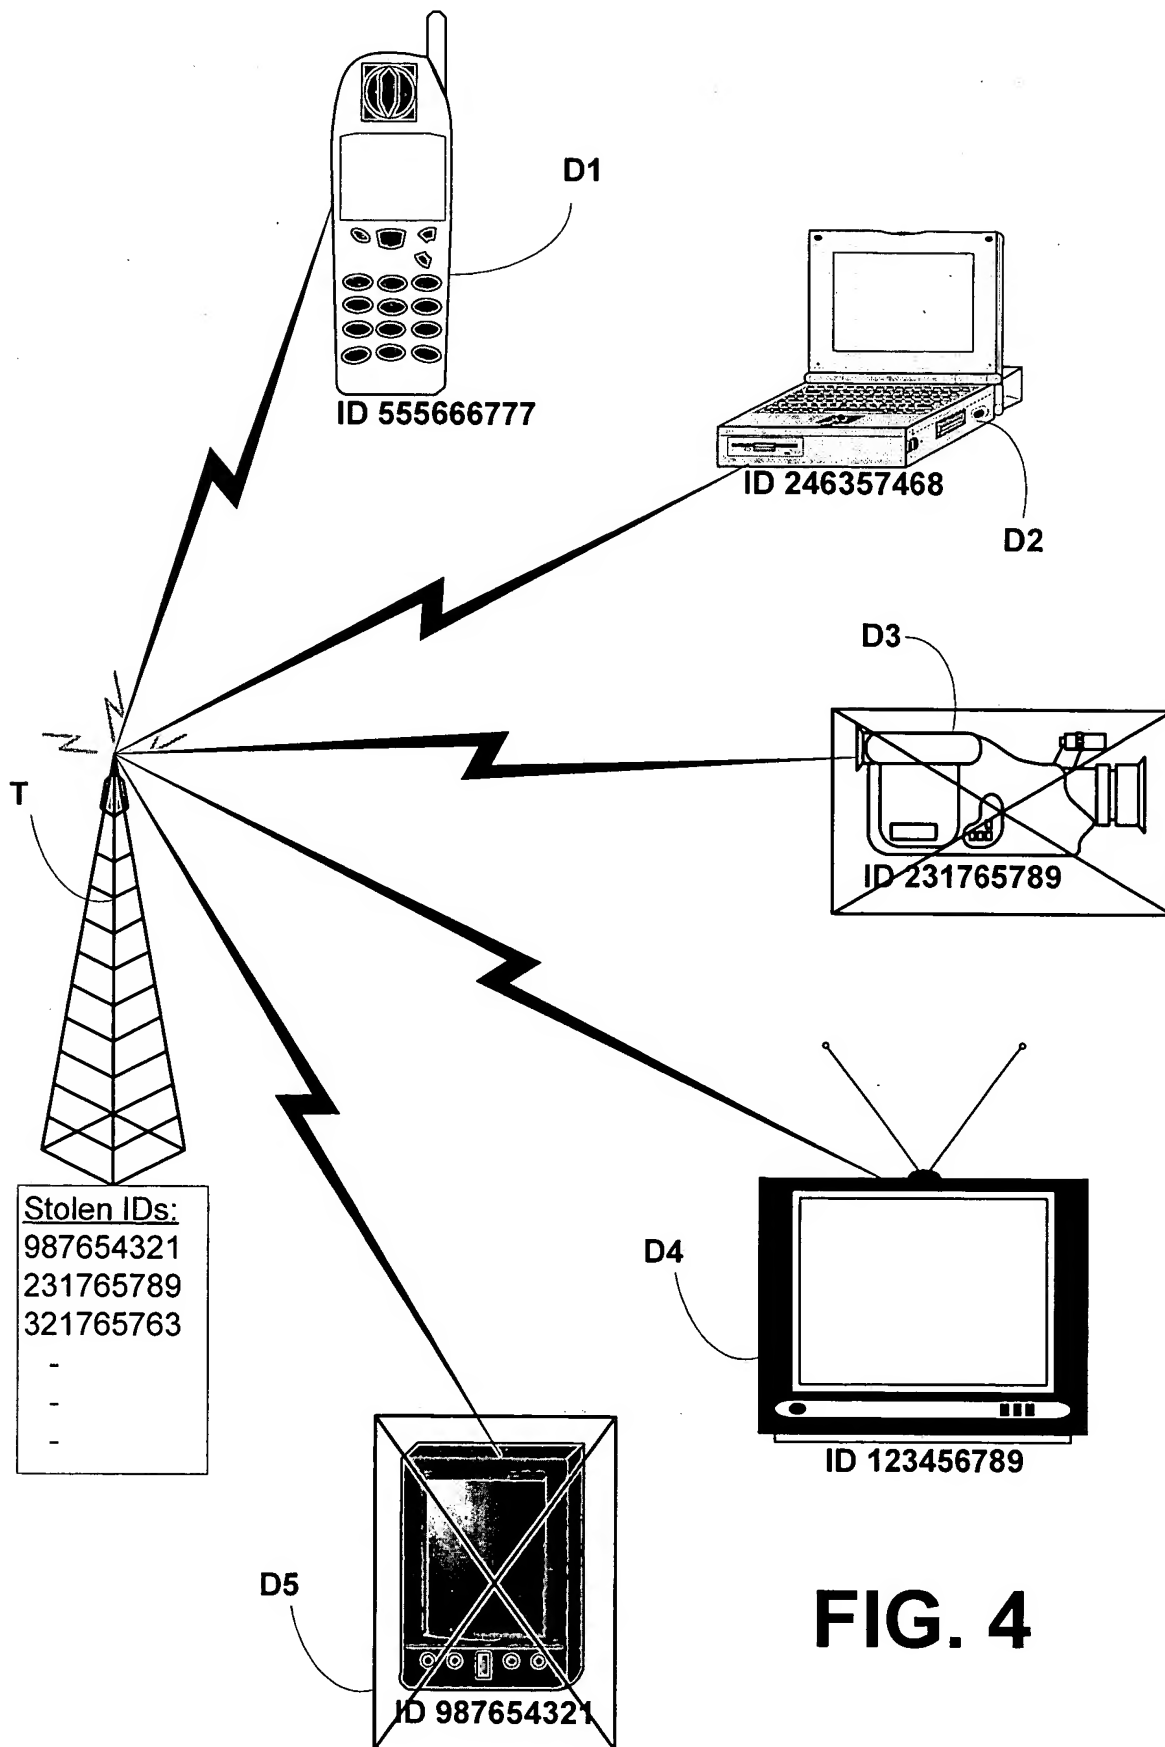 D1
ID 555666777
ID 246357468
D2
D3
T
ID 231765789
Stolen IDs:
987654321
231765789
321765763
-
-
-
D4
ID 123456789
D5
ID 987654321
FIG. 4